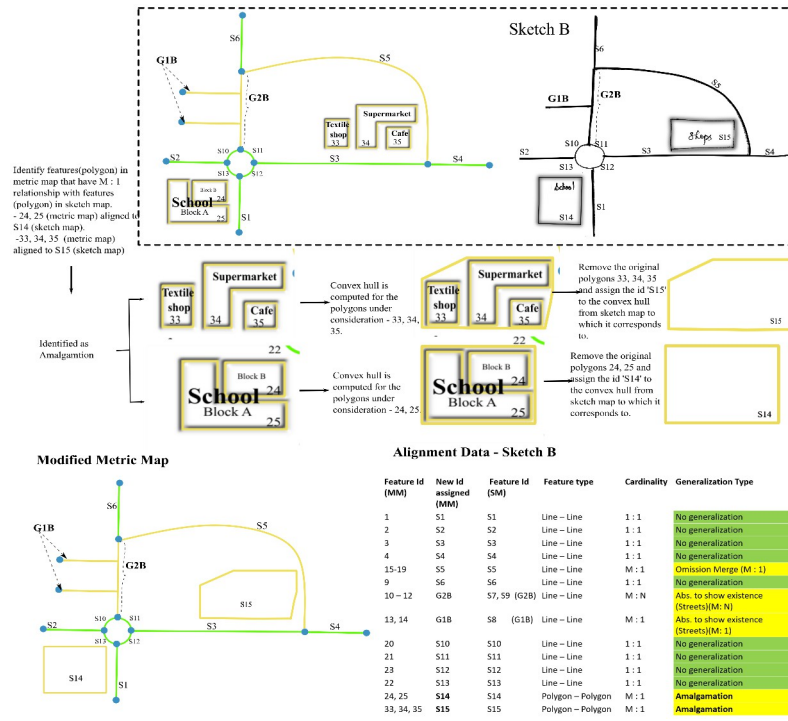 Sketch B
S6
G1B
S5
G2B
Supermarket
Textile
shop
33
34
Cafe
35
S10
S11
S2
S13
S12
S3
S4
Block B
24
School
Block A
25
S1
S6
S5
G1B
G2B
Shops
S15
S10
S11
S2
S13
S12
S3
S4
School
S14
S1
Identify features(polygon) in
metric map that have M : 1
relationship with features
(polygon) in sketch map.
- 24, 25 (metric map) aligned to
S14 (sketch map).
-33, 34, 35 (metric map)
aligned to S15 (sketch map)
Identified as
Amalgamtion
Textile
shop
33
Supermarket
34
Cafe
35
22
Convex hull is
computed for the
polygons under
consideration - 33, 34,
35.
Textile
shop
33
Supermarket
34
Cafe
35
22
Remove the original
polygons 33, 34, 35
and assign the id 'S15'
to the convex hull
from sketch map to
which it corresponds
to.
S15
Block B
24
School
Block A
25
Convex hull is
computed for the
polygons under
consideration - 24, 25
Block B
24
School
Block A
25
Remove the original
polygons 24, 25 and
assign the id 'S14' to
the convex hull from
sketch map to which it
corresponds to.
S14
Modified Metric Map
S6
G1B
S5
G2B
S15
S10
S11
S2
S13
S12
S3
S4
S14
S1
Alignment Data - Sketch B
Feature Id (MM) New Id assigned (MM) Feature Id (SM) Feature type Cardinality Generalization Type
1 S1 S1 Line – Line 1 : 1 No generalization
2 S2 S2 Line – Line 1 : 1 No generalization
3 S3 S3 Line – Line 1 : 1 No generalization
4 S4 S4 Line – Line 1 : 1 No generalization
15-19 S5 S5 Line – Line M : 1 Omission Merge (M : 1)
9 S6 S6 Line – Line 1 : 1 No generalization
10 – 12 G2B S7, S9 (G2B) Line – Line M : N Abs. to show existence (Streets)(M: N)
13, 14 G1B S8 (G1B) Line – Line M : 1 Abs. to show existence (Streets)(M: 1)
20 S10 S10 Line – Line 1 : 1 No generalization
21 S11 S11 Line – Line 1 : 1 No generalization
23 S12 S12 Line – Line 1 : 1 No generalization
22 S13 S13 Line – Line 1 : 1 No generalization
24, 25 S14 S14 Polygon – Polygon M : 1 Amalgamation
33, 34, 35 S15 S15 Polygon – Polygon M : 1 Amalgamation